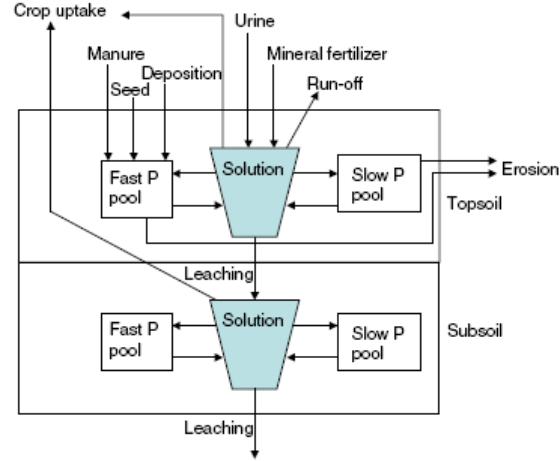 Crop uptake
Urine
Mineral fertilizer
Manure
Deposition
Seed
Run-off
Fast P
pool
Solution
Slow P
pool
Erosion
Topsoil
Leaching
Fast P
pool
Solution
Slow P
pool
Subsoil
Leaching